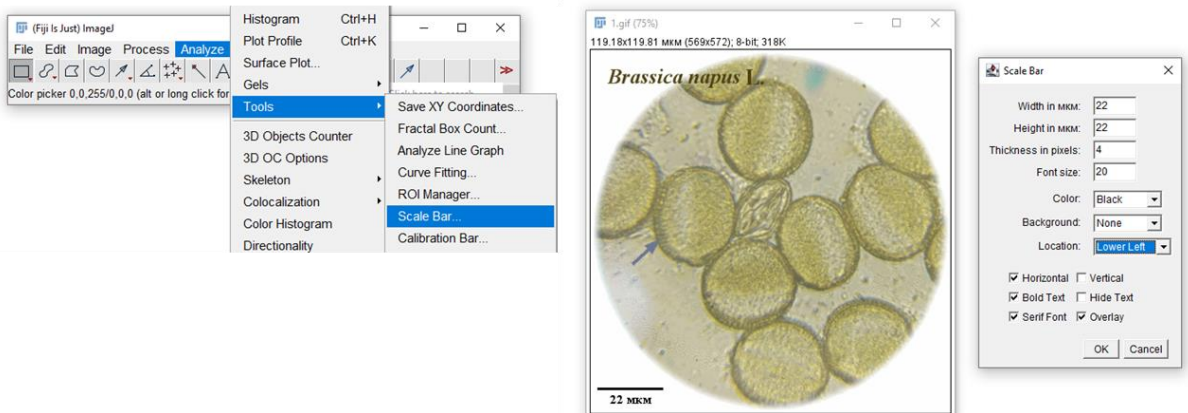 (Fiji Is Just) ImageJ
File Edit Image Process Analyze
Color picker 0,0,255/0,0,0 (alt or long click for
Histogram Ctrl+H
Plot Profile Ctrl+K
Surface Plot...
Gels
Tools
3D Objects Counter
3D OC Options
Skeleton
Colocalization
Color Histogram
Directionality
Save XY Coordinates...
Fractal Box Count...
Analyze Line Graph
Curve Fitting...
ROI Manager...
Scale Bar...
Calibration Bar...
1.gif (75%)
119.18x119.81 мкм (569x572); 8-bit; 318K
Brassica napus L.
22 мкм
Scale Bar
Width in мкм: 22
Height in мкм: 22
Thickness in pixels: 4
Font size: 20
Color: Black
Background: None
Location: Lower Left
Horizontal Vertical
Bold Text Hide Text
Serif Font Overlay
OK Cancel